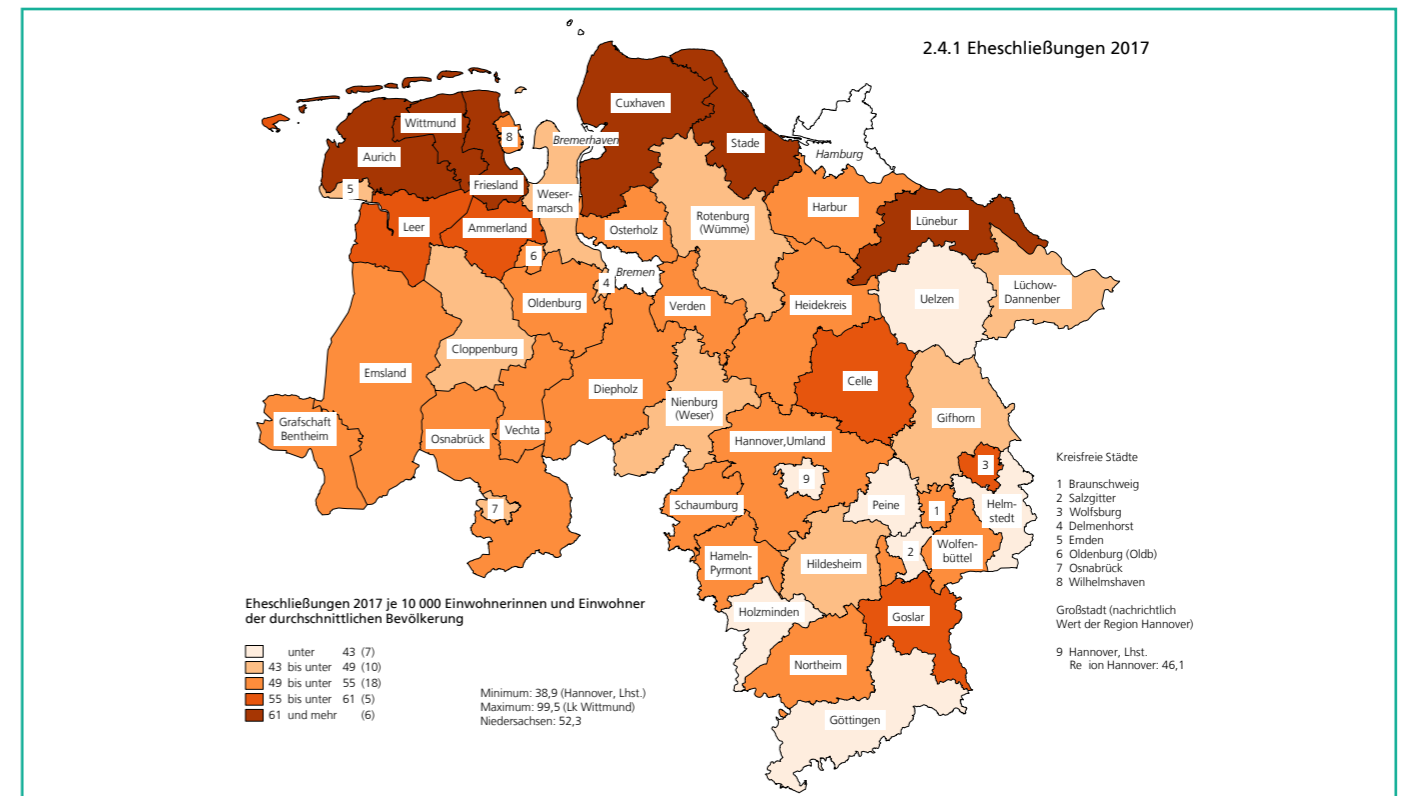 2.4.1 Eheschließungen 2017
Cuxhaven
Wittmund
8
Bremerhaven
Stade
Hamburg
Aurich
Friesland
5
Weser-
marsch
Harbur
Rotenburg
(Wümme)
Lünebur
Leer
Ammerland
Osterholz
6
Bremen
4
Lüchow-
Dannenber
Uelzen
Oldenburg
Verden
Heidekreis
Cloppenburg
Emsland
Celle
Diepholz
Nienburg
(Weser)
Gifhorn
Grafschaft
Bentheim
Osnabrück
Vechta
Hannover,Umland
3
9
7
Schaumburg
Peine
1
Helm-
stedt
2
Wolfen-
büttel
Hameln-
Pyrmont
Hildesheim
Holzminden
Goslar
Northeim
Göttingen
Kreisfreie Städte
1 Braunschweig
2 Salzgitter
3 Wolfsburg
4 Delmenhorst
5 Emden
6 Oldenburg (Oldb)
7 Osnabrück
8 Wilhelmshaven
Großstadt (nachrichtlich
Wert der Region Hannover)
9 Hannover, Lhst.
Re ion Hannover: 46,1
Eheschließungen 2017 je 10 000 Einwohnerinnen und Einwohner
der durchschnittlichen Bevölkerung
unter 43 (7)
43 bis unter 49 (10)
49 bis unter 55 (18)
55 bis unter 61 (5)
61 und mehr (6)
Minimum: 38,9 (Hannover, Lhst.)
Maximum: 99,5 (Lk Wittmund)
Niedersachsen: 52,3